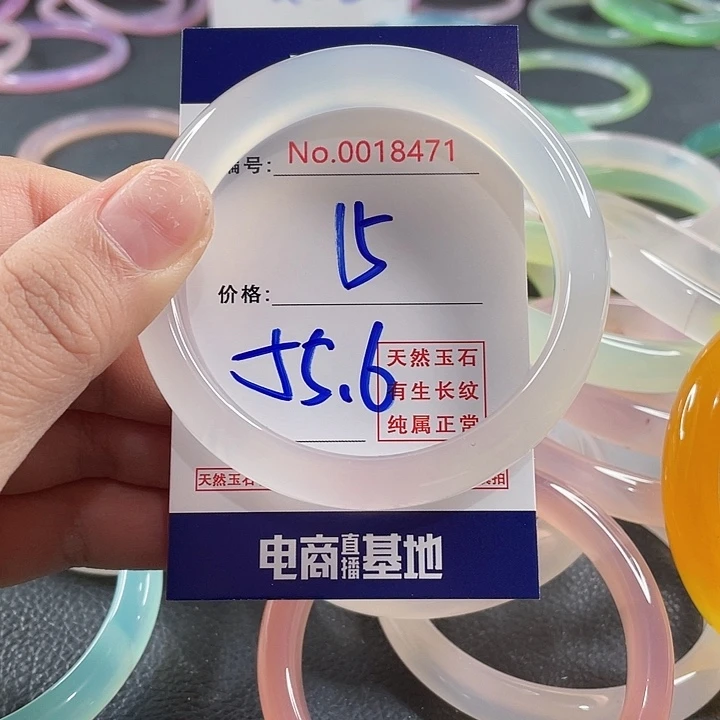 编号: No.0018471
15
价格:
55.6
天然玉石
有生长纹
纯属正常
天然玉石
电商直播基地